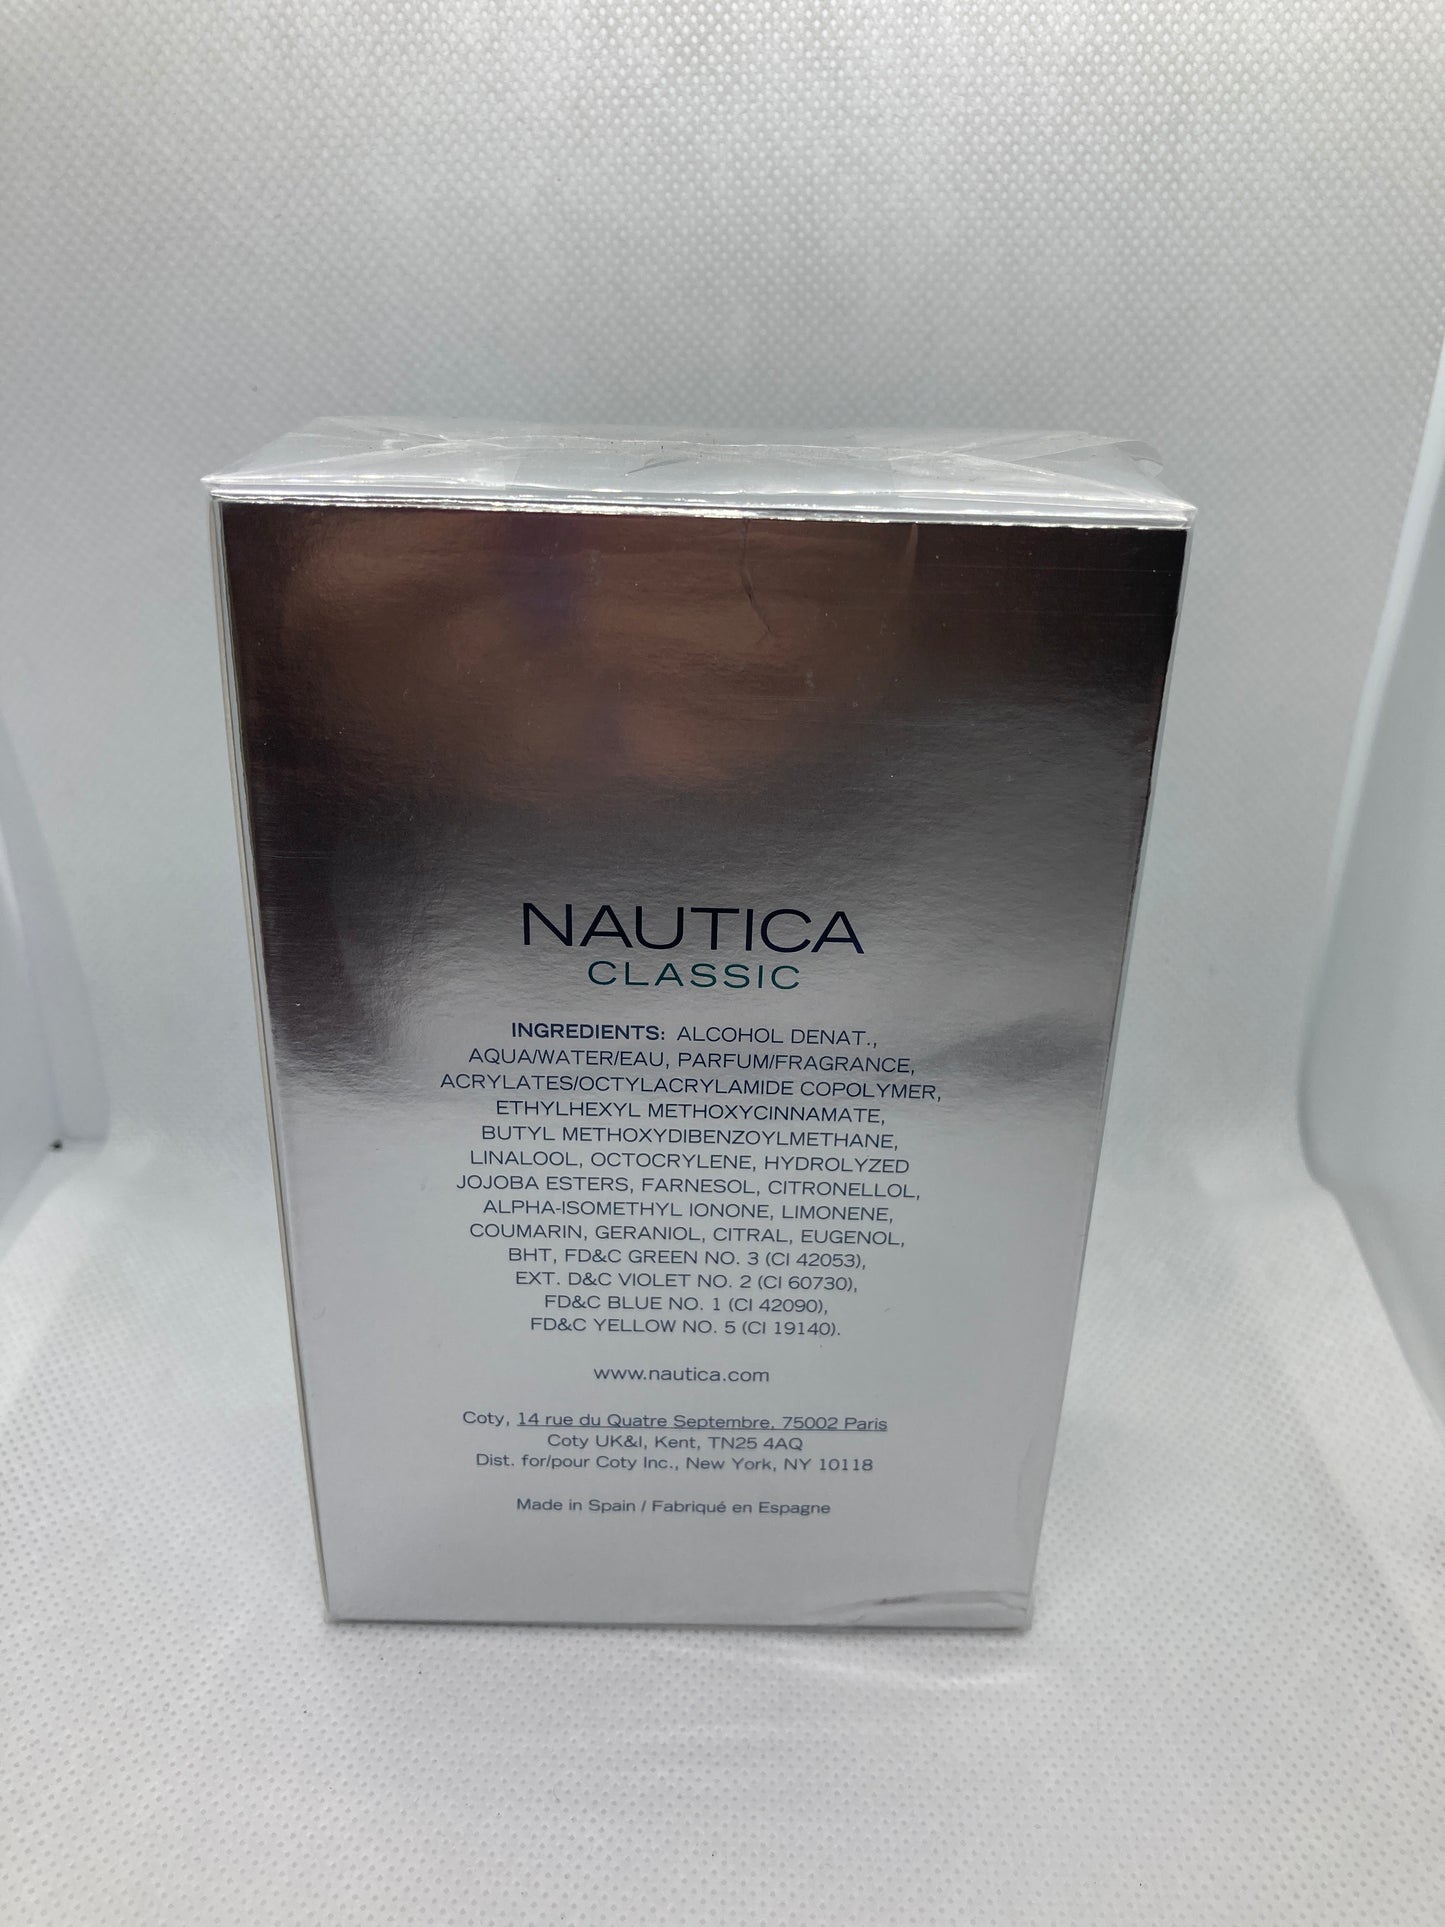 NAUTICA
CLASSIC
INGREDIENTS: ALCOHOL DENAT.,
AQUA/WATER/EAU, PARFUM/FRAGRANCE,
ACRYLATES/OCTYLACRYLAMIDE COPOLYMER,
ETHYLHEXYL METHOXYCINNAMATE,
BUTYL METHOXYDIBENZOYLMETHANE,
LINALOOL, OCTOCRYLENE, HYDROLYZED
JOJOBA ESTERS, FARNESOL, CITRONELLOL,
ALPHA-ISOMETHYL IONONE, LIMONENE,
COUMARIN, GERANIOL, CITRAL, EUGENOL,
BHT, FD&C GREEN NO. 3 (CI 42053),
EXT. D&C VIOLET NO. 2 (CI 60730),
FD&C BLUE NO. 1 (CI 42090),
FD&C YELLOW NO. 5 (CI 19140).
www.nautica.com
Coty, 14 rue du Quatre Septembre, 75002 Paris
Coty UK&I, Kent, TN25 4AQ
Dist. for/pour Coty Inc., New York, NY 10118
Made in Spain / Fabriqué en Espagne